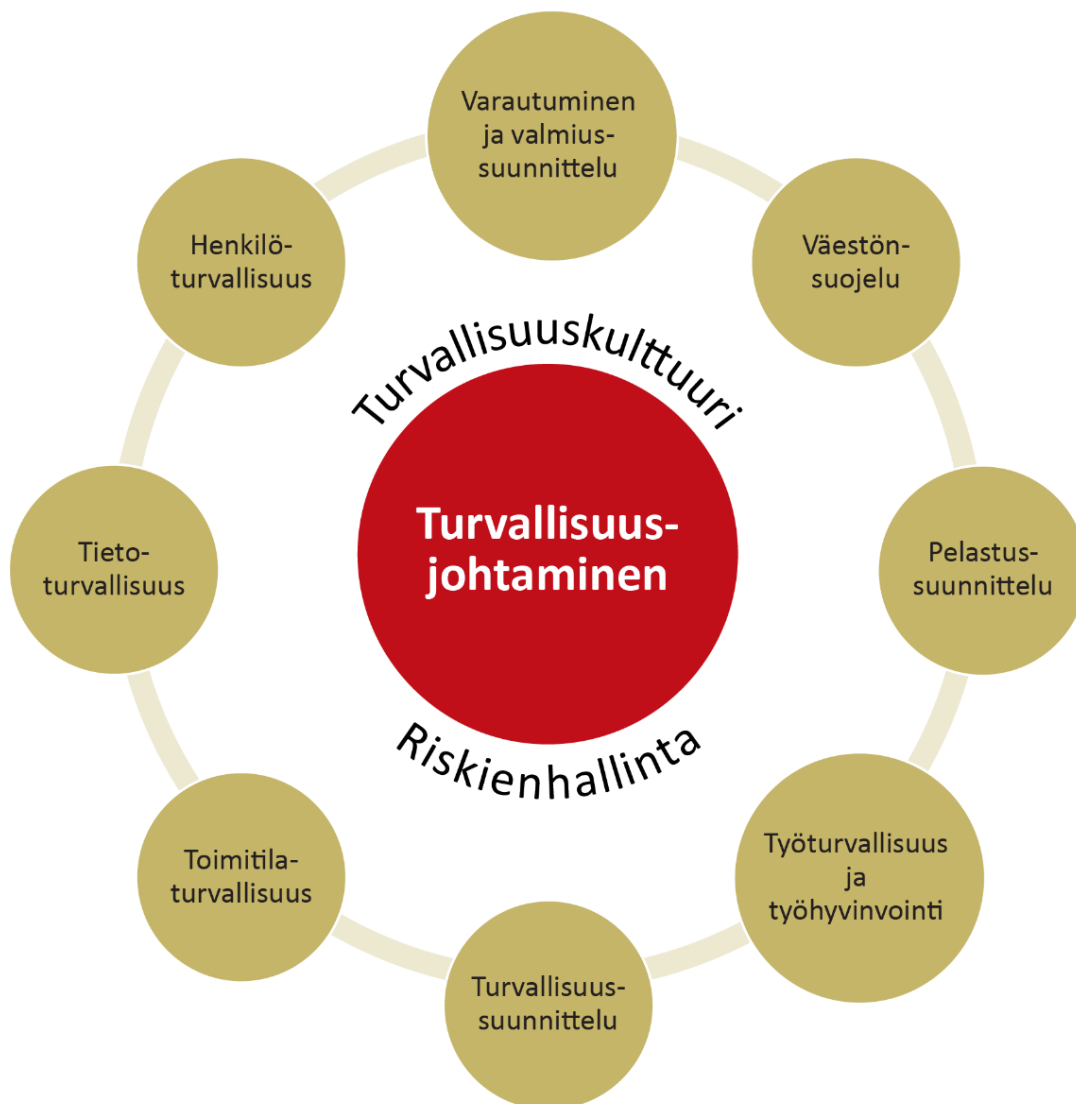 Varautuminen
ja valmius-
suunnittelu
Väestön-
suojelu
Pelastus-
suunnittelu
Työturvallisuus
ja
työhyvinvointi
Turvallisuus-
suunnittelu
Toimitila-
turvallisuus
Tieto-
turvallisuus
Henkilö-
turvallisuus
Turvallisuuskulttuuri
Turvallisuus-
johtaminen
Riskienhallinta